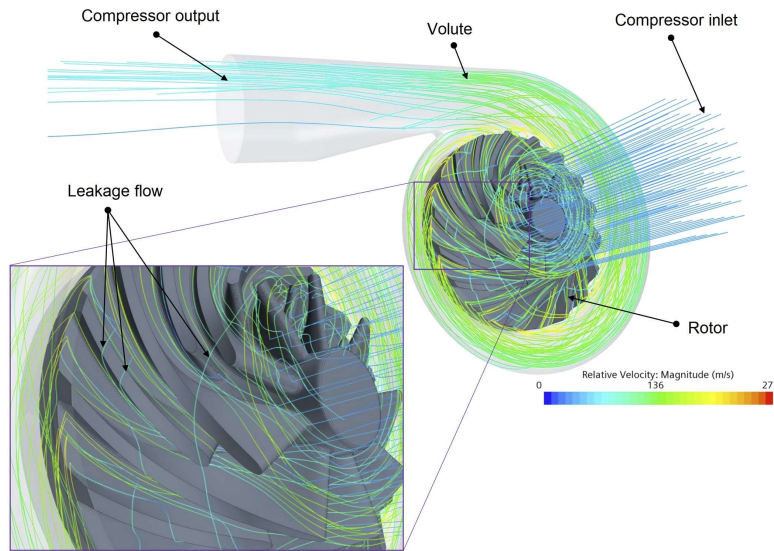 Compressor output
Volute
Compressor inlet
Leakage flow
Rotor
Relative Velocity: Magnitude (m/s)
0 136 27